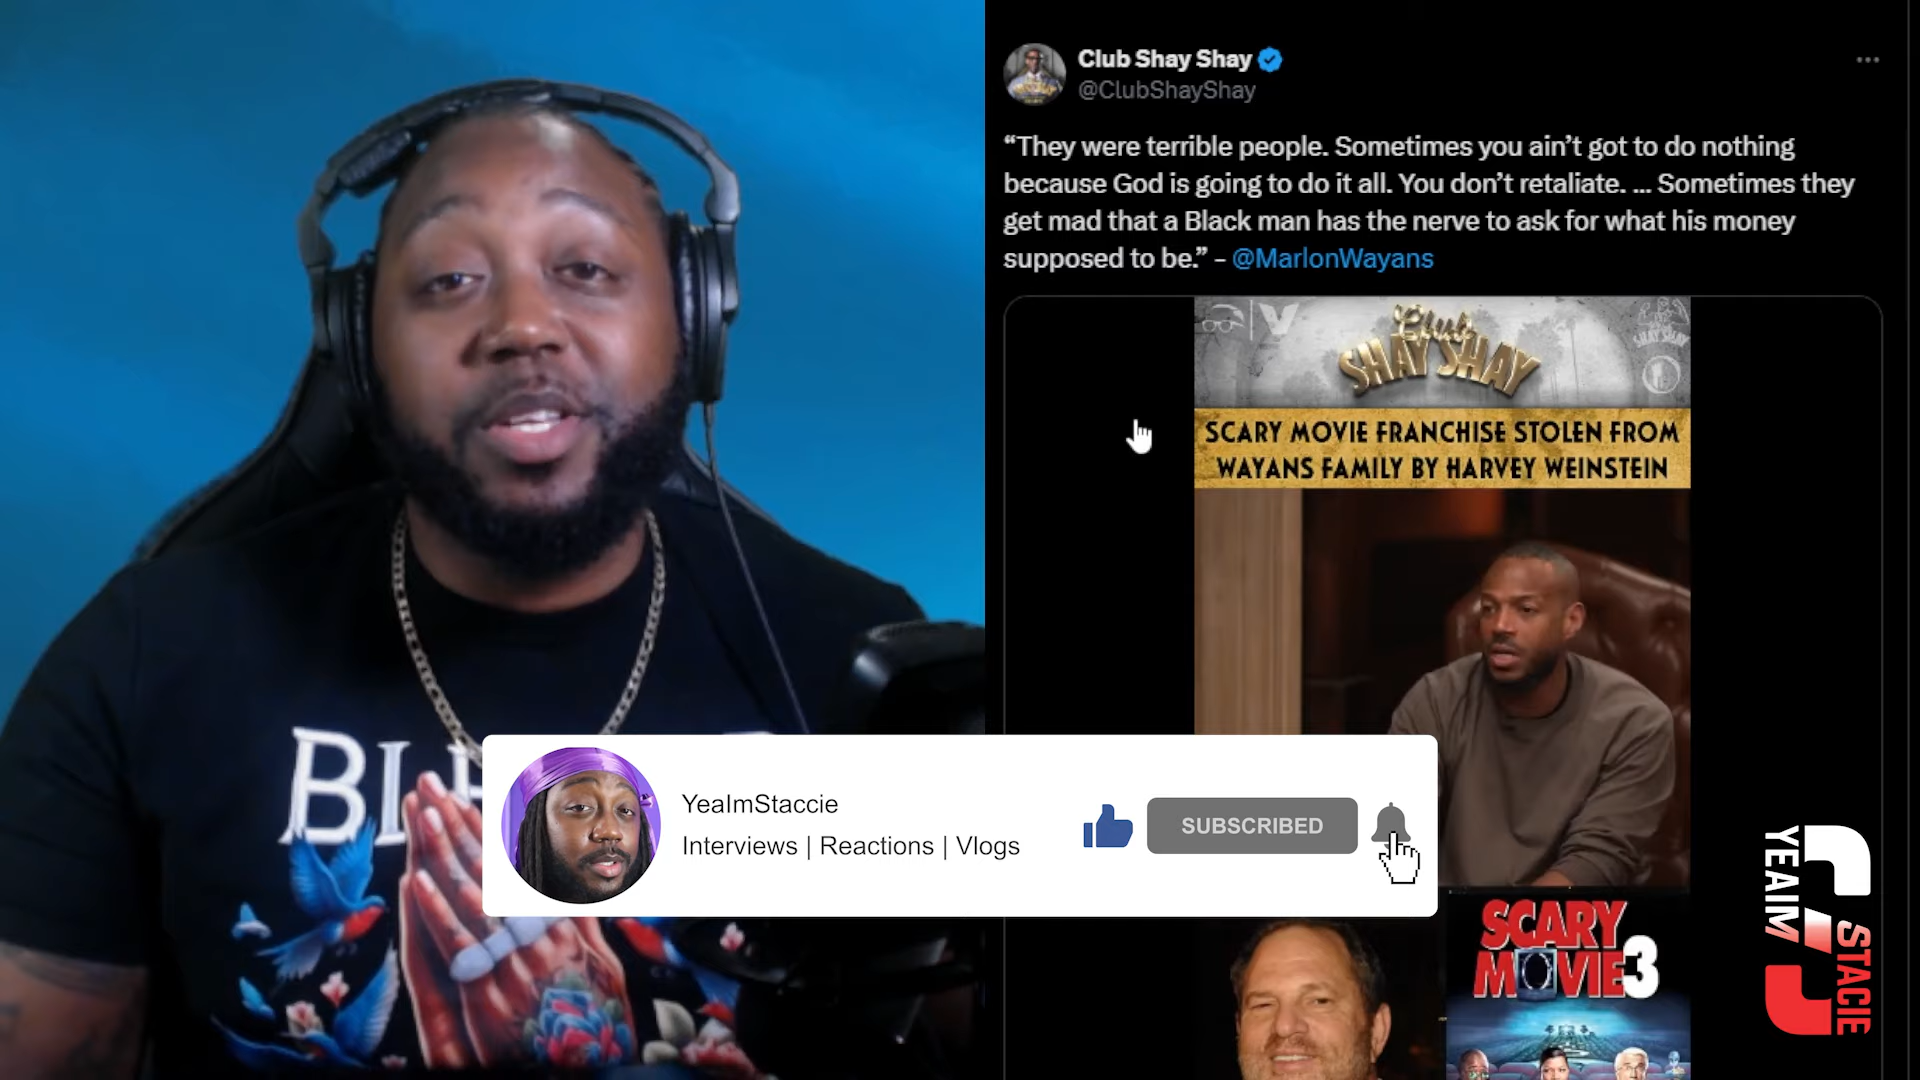 Club Shay Shay
@ClubShayShay
“They were terrible people. Sometimes you ain’t got to do nothing
because God is going to do it all. You don’t retaliate. ... Sometimes they
get mad that a Black man has the nerve to ask for what his money
supposed to be.” – @MarlonWayans
Club
SHAY SHAY
SCARY MOVIE FRANCHISE STOLEN FROM
WAYANS FAMILY BY HARVEY WEINSTEIN
YeaImStaccie
Interviews | Reactions | Vlogs
SUBSCRIBED
SCARY
MOVIE 3
YEAIM
STACIE